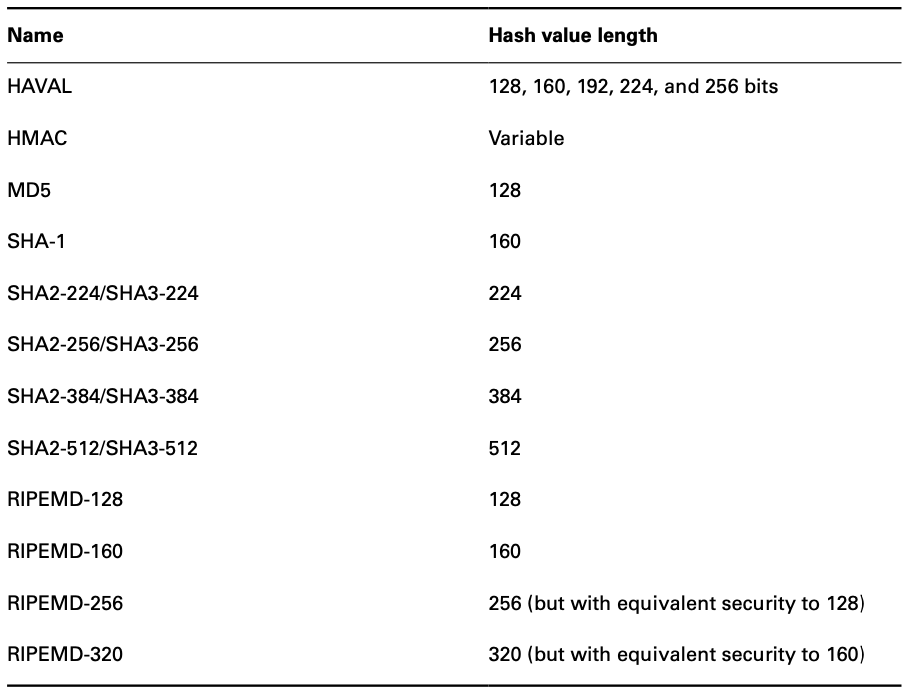 Name Hash value length
HAVAL 128, 160, 192, 224, and 256 bits
HMAC Variable
MD5 128
SHA-1 160
SHA2-224/SHA3-224 224
SHA2-256/SHA3-256 256
SHA2-384/SHA3-384 384
SHA2-512/SHA3-512 512
RIPEMD-128 128
RIPEMD-160 160
RIPEMD-256 256 (but with equivalent security to 128)
RIPEMD-320 320 (but with equivalent security to 160)